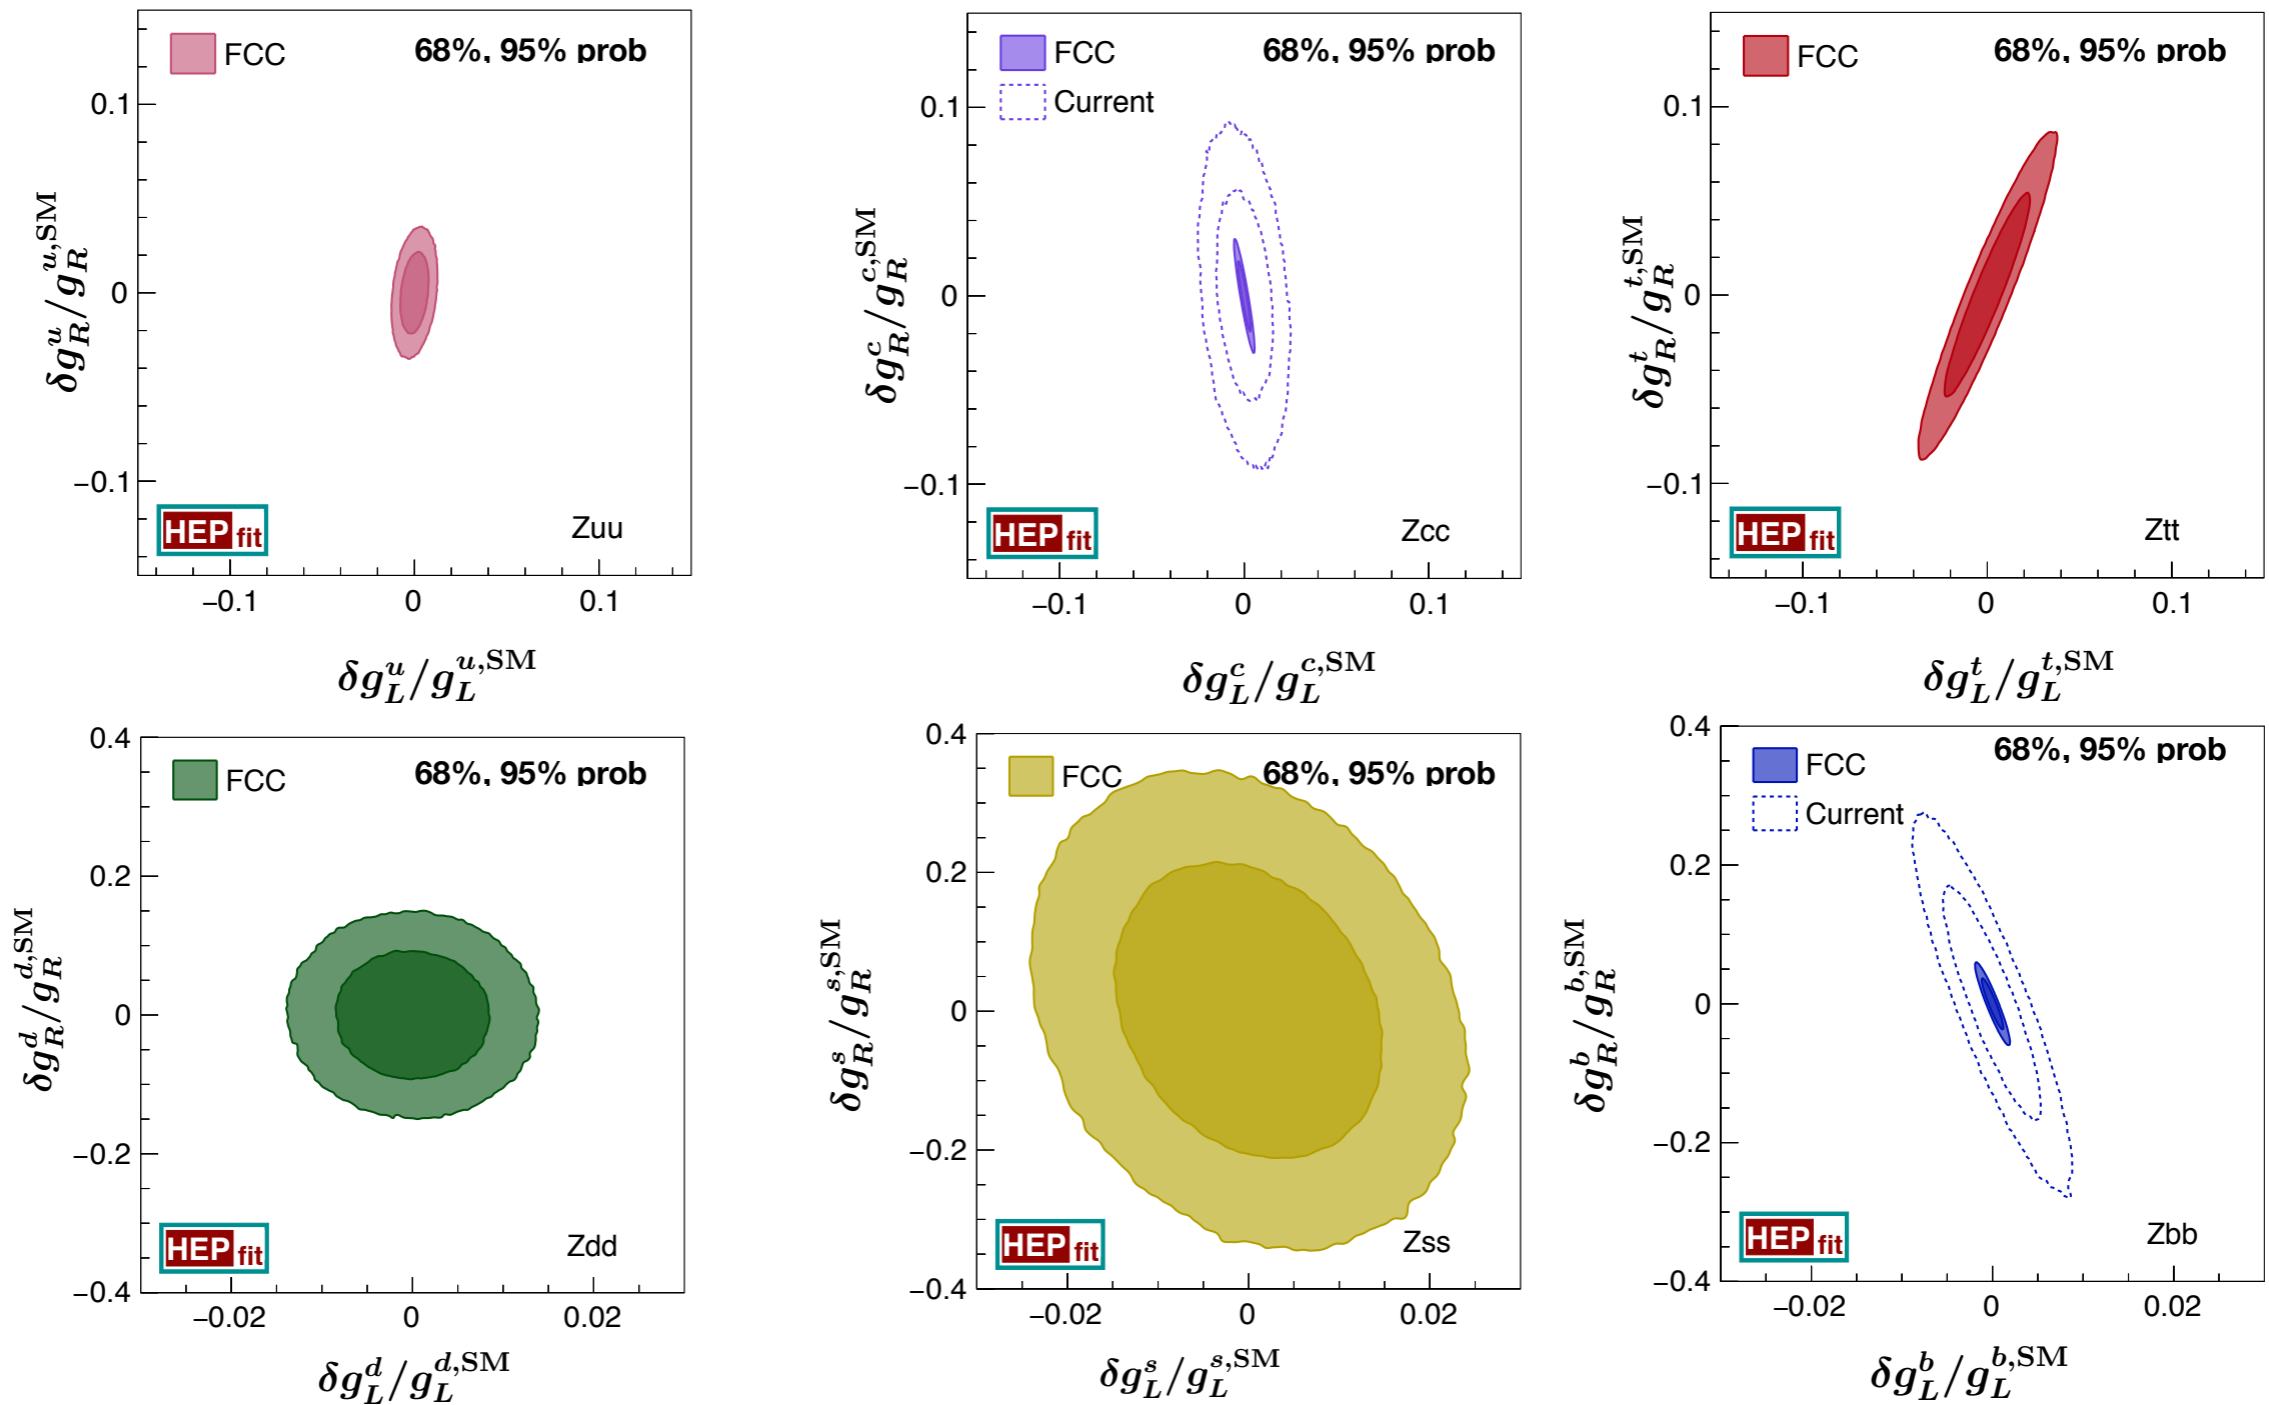 FCC
68%, 95% prob
0.1
0
−0.1
δg_R^u/g_R^{u,SM}
HEP fit
Zuu
−0.1 0 0.1
δg_L^u/g_L^{u,SM}
FCC
Current
68%, 95% prob
0.1
0
−0.1
δg_R^c/g_R^{c,SM}
HEP fit
Zcc
−0.1 0 0.1
δg_L^c/g_L^{c,SM}
FCC
68%, 95% prob
0.1
0
−0.1
δg_R^t/g_R^{t,SM}
HEP fit
Ztt
−0.1 0 0.1
δg_L^t/g_L^{t,SM}
FCC
68%, 95% prob
0.4
0.2
0
−0.2
−0.4
δg_R^d/g_R^{d,SM}
HEP fit
Zdd
−0.02 0 0.02
δg_L^d/g_L^{d,SM}
FCC
68%, 95% prob
0.4
0.2
0
−0.2
−0.4
δg_R^s/g_R^{s,SM}
HEP fit
Zss
−0.02 0 0.02
δg_L^s/g_L^{s,SM}
FCC
Current
68%, 95% prob
0.4
0.2
0
−0.2
−0.4
δg_R^b/g_R^{b,SM}
HEP fit
Zbb
−0.02 0 0.02
δg_L^b/g_L^{b,SM}